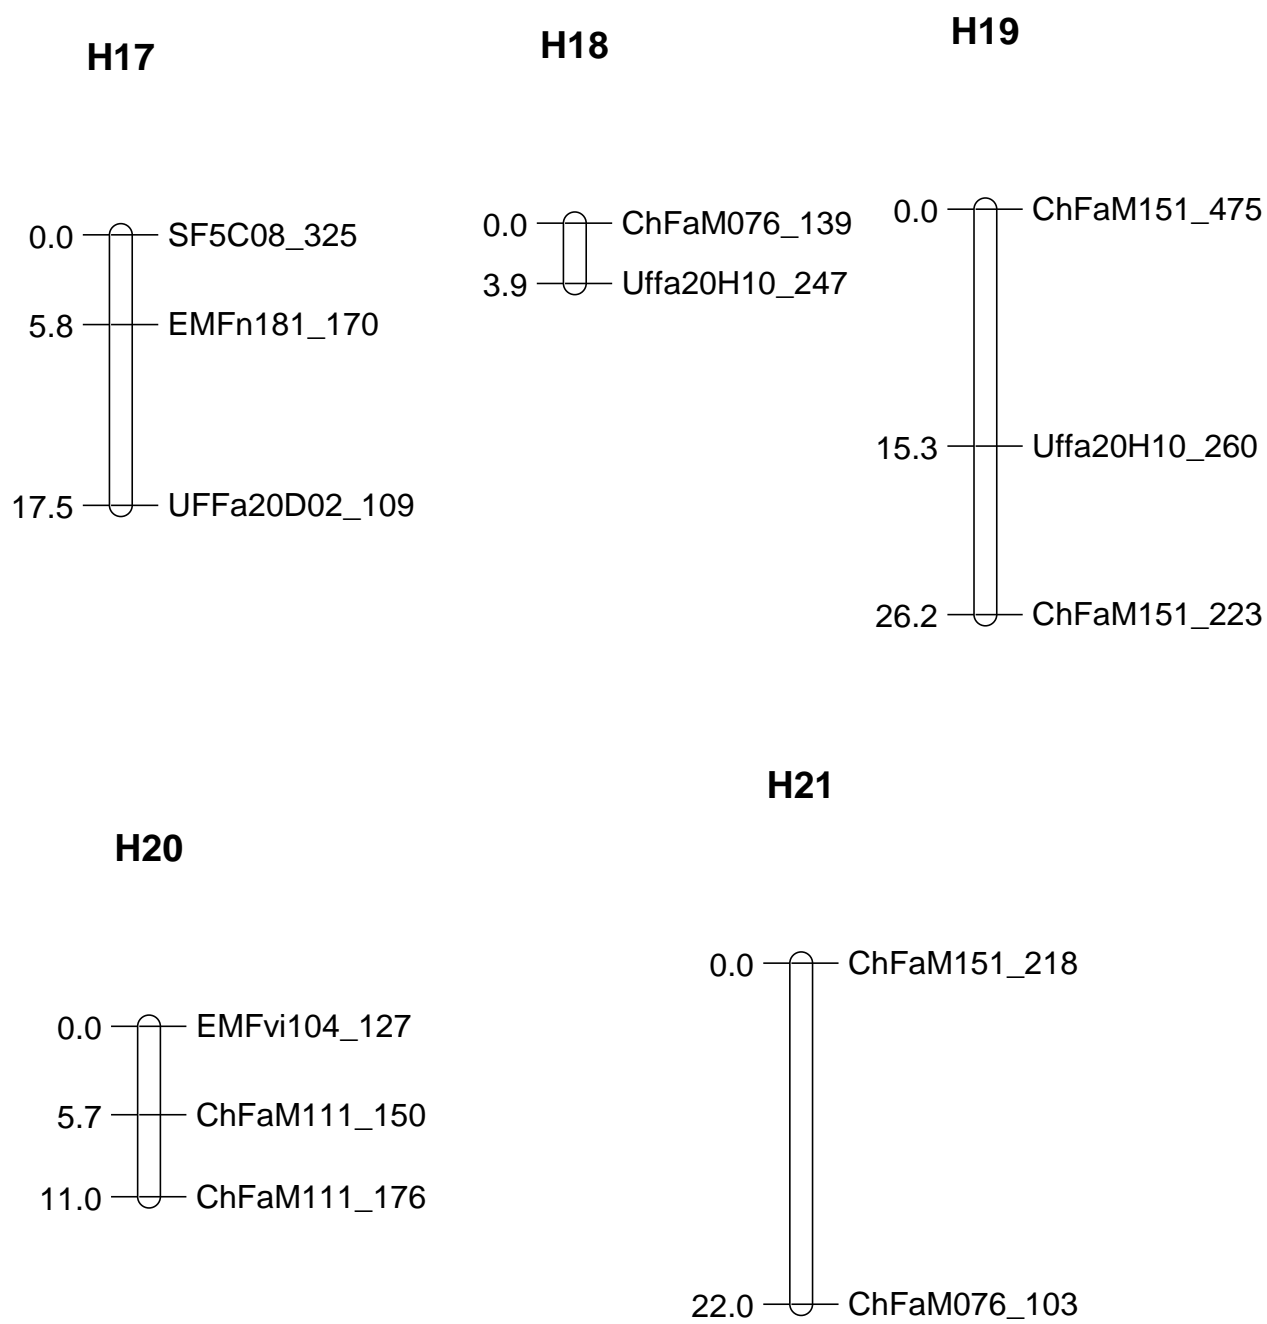 H17
0.0 SF5C08_325
5.8 EMFn181_170
17.5 UFFa20D02_109
H18
0.0 ChFaM076_139
3.9 Uffa20H10_247
H19
0.0 ChFaM151_475
15.3 Uffa20H10_260
26.2 ChFaM151_223
H20
0.0 EMFvi104_127
5.7 ChFaM111_150
11.0 ChFaM111_176
H21
0.0 ChFaM151_218
22.0 ChFaM076_103